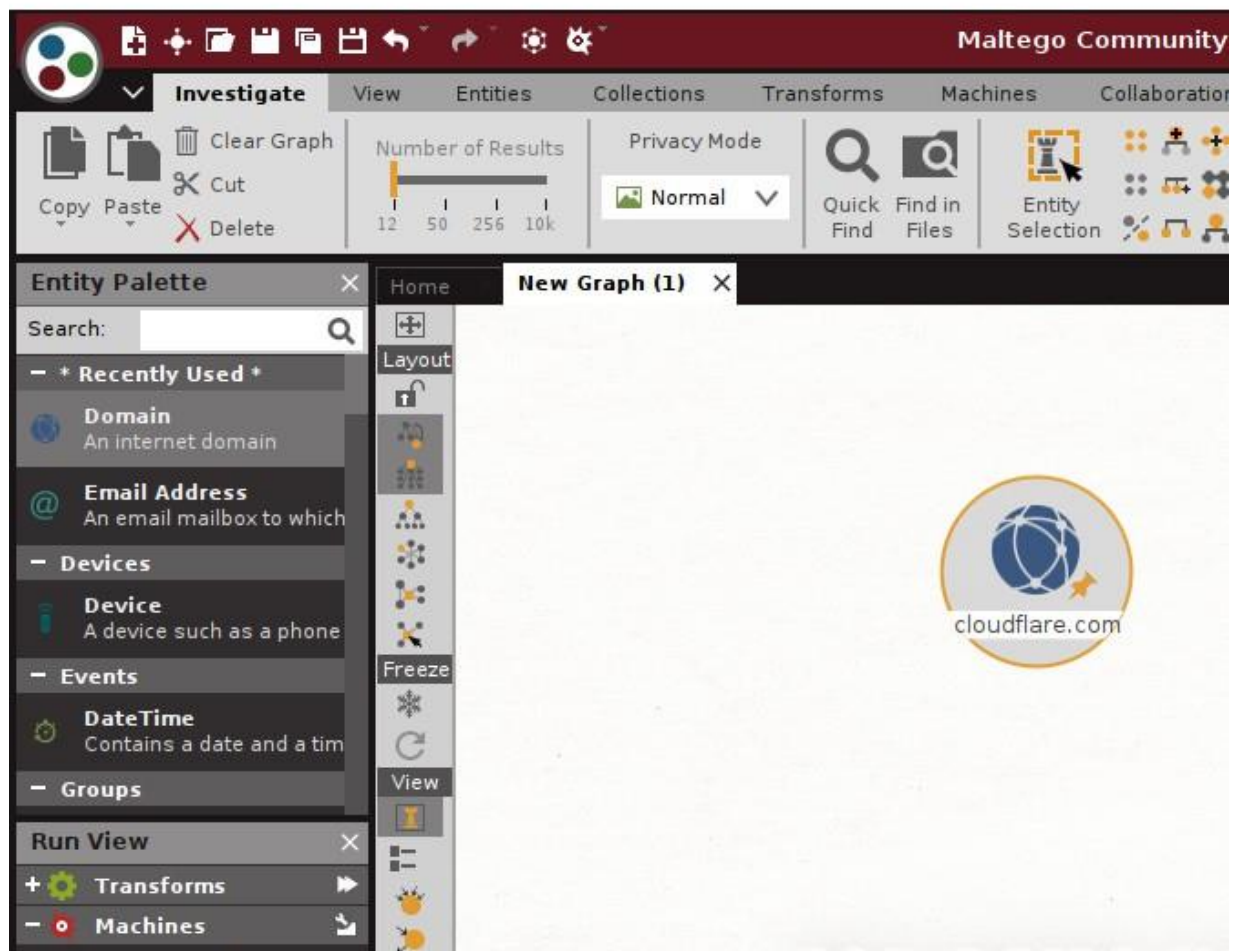 Maltego Community
Investigate View Entities Collections Transforms Machines Collaboration
Copy Paste
Clear Graph
Cut
Delete
Number of Results
12 50 256 10k
Privacy Mode
Normal
Quick Find
Find in Files
Entity Selection
Entity Palette
Search:
* Recently Used *
Domain
An internet domain
@ Email Address
An email mailbox to which
Devices
Device
A device such as a phone
Events
DateTime
Contains a date and a tim
Groups
Run View
Transforms
Machines
Home New Graph (1)
Layout
Freeze
View
cloudflare.com